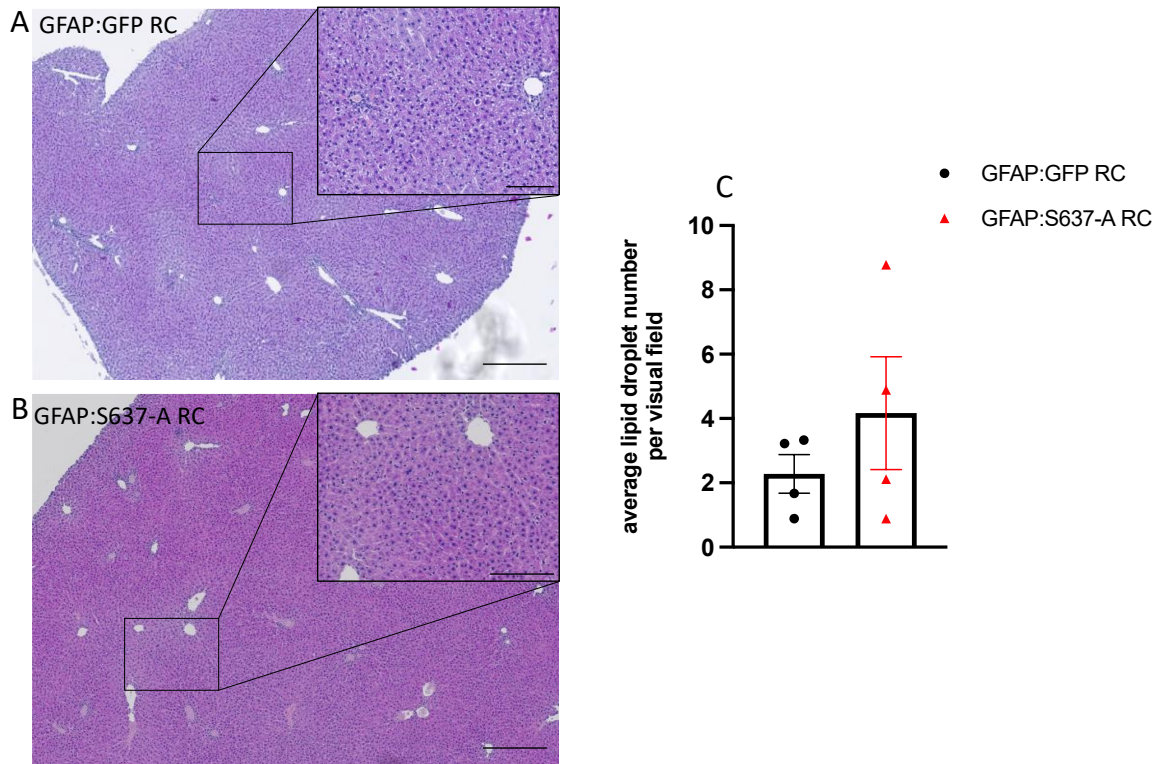 A
GFAP:GFP RC
B
GFAP:S637-A RC
C
GFAP:GFP RC
GFAP:S637-A RC
average lipid droplet number
per visual field
10
8
6
4
2
0